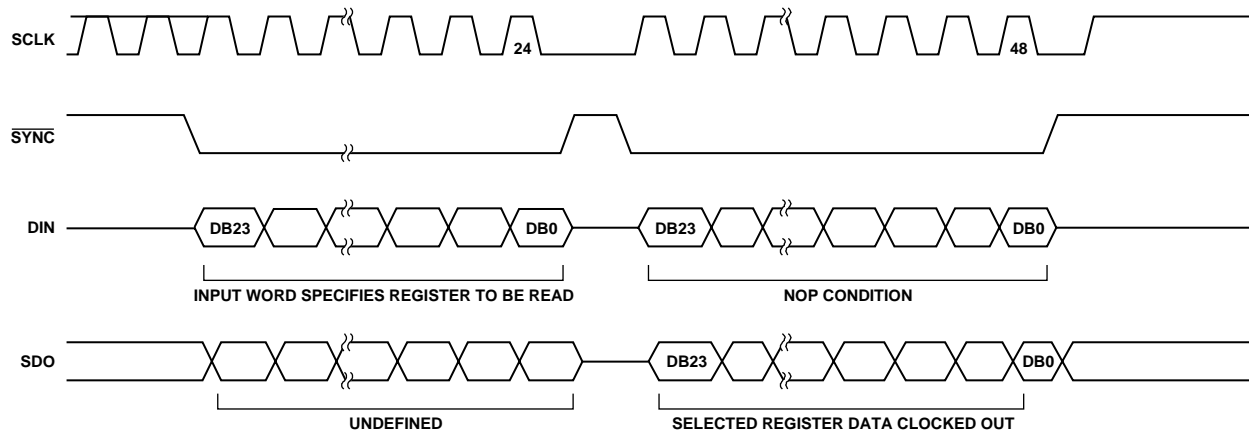 SCLK
24
48
SYNC
DIN
DB23
DB0
DB23
DB0
INPUT WORD SPECIFIES REGISTER TO BE READ
NOP CONDITION
SDO
DB23
DB0
UNDEFINED
SELECTED REGISTER DATA CLOCKED OUT